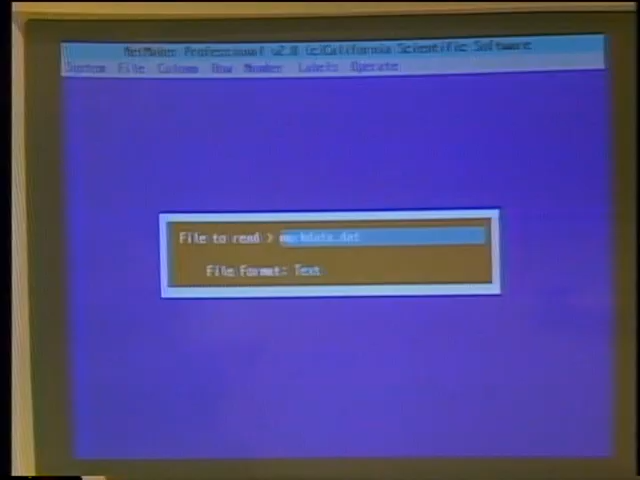 NetMaker Professional v2.0 (c)California Scientific Software
System File Column Row Number Labels Operate
File to read > mockdata.dat
File Format: Text